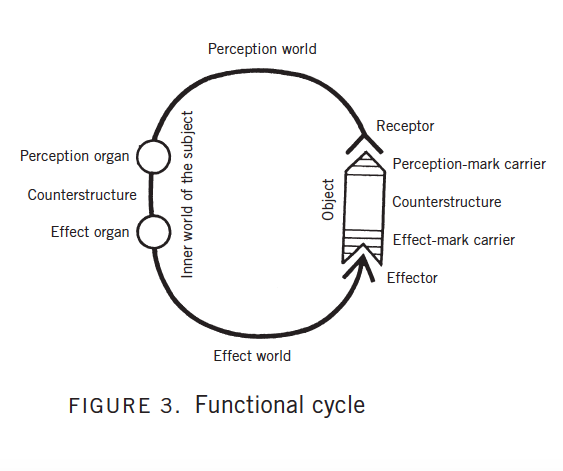 Perception world
Receptor
Perception organ
Perception-mark carrier
Inner world of the subject
Object
Counterstructure
Counterstructure
Effect organ
Effect-mark carrier
Effector
Effect world
FIGURE 3. Functional cycle